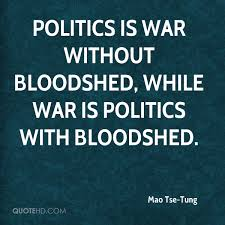 POLITICS IS WAR
WITHOUT
BLOODSHED, WHILE
WAR IS POLITICS
WITH BLOODSHED.
Mao Tse-Tung
QUOTEHD.COM